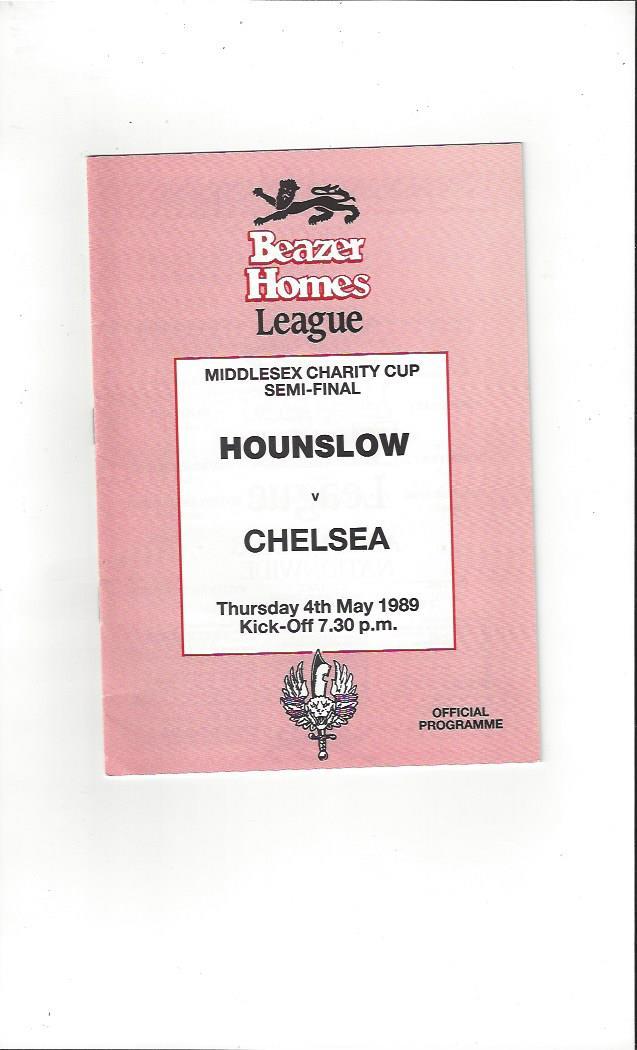 Beazer
Homes
League
MIDDLESEX CHARITY CUP
SEMI-FINAL
HOUNSLOW
v
CHELSEA
Thursday 4th May 1989
Kick-Off 7.30 p.m.
OFFICIAL
PROGRAMME